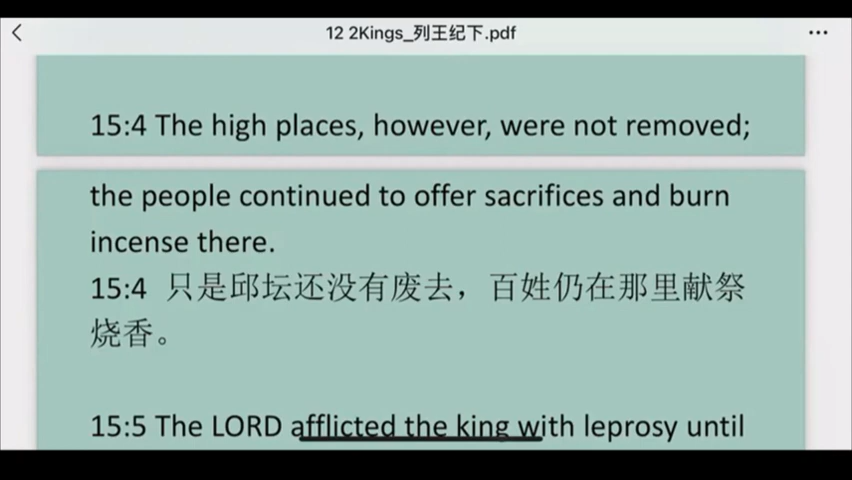 12 2Kings_列王纪下.pdf
15:4 The high places, however, were not removed;
the people continued to offer sacrifices and burn
incense there.
15:4 只是邱坛还没有废去，百姓仍在那里献祭
烧香。
15:5 The LORD afflicted the king with leprosy until